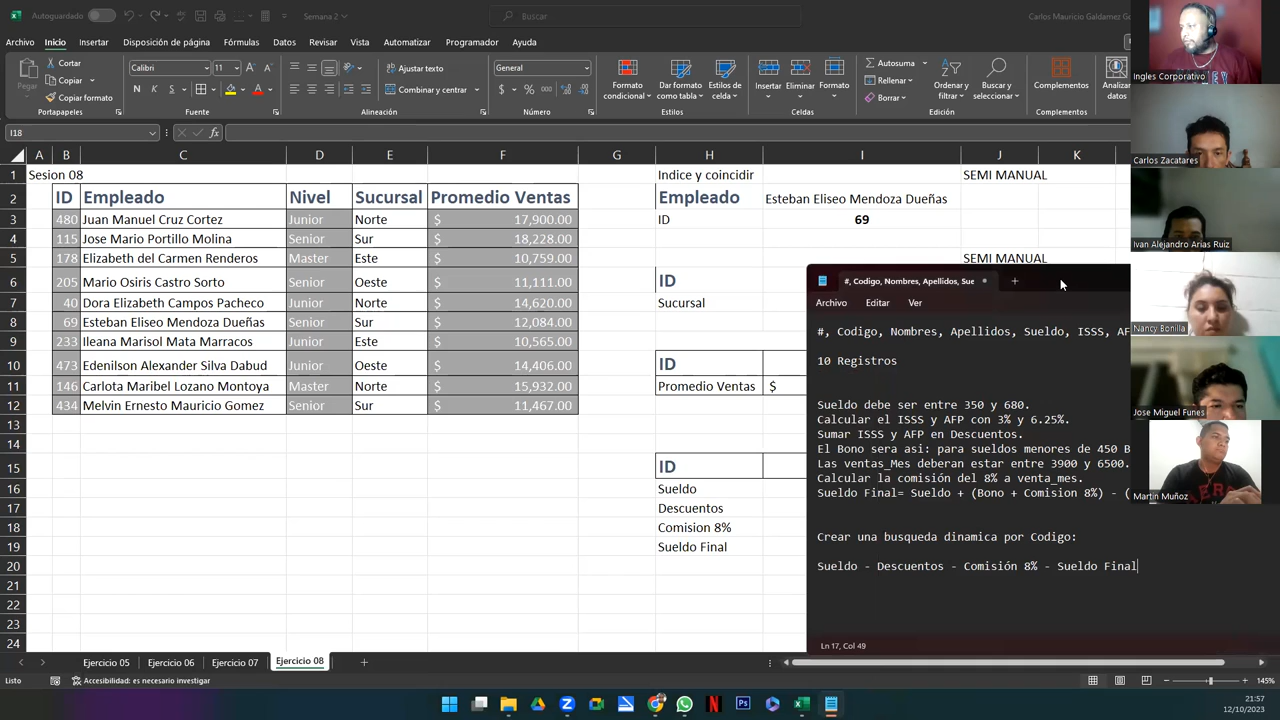 Autoguardado
Semana 2
Buscar
Carlos Mauricio Galdamez
Archivo Inicio Insertar Disposición de página Fórmulas Datos Revisar Vista Automatizar Programador Ayuda
Pegar
Cortar
Copiar
Copiar formato
Portapapeles
Calibri 11
N K S
Fuente
Ajustar texto
Combinar y centrar
Alineación
General
Número
Formato condicional
Dar formato como tabla
Estilos de celda
Estilos
Insertar Eliminar Formato
Celdas
Autosuma
Rellenar
Borrar
Ordenar y filtrar
Buscar y seleccionar
Edición
Complementos
Complementos
Analizar datos
I18
fx
A B C D E F G H I J K
1 Sesion 08 Indice y coincidir SEMI MANUAL
2 ID Empleado Nivel Sucursal Promedio Ventas Empleado Esteban Eliseo Mendoza Dueñas
3 480 Juan Manuel Cruz Cortez Junior Norte $ 17,900.00 ID 69
4 115 Jose Mario Portillo Molina Senior Sur $ 18,228.00
5 178 Elizabeth del Carmen Renderos Master Este $ 10,759.00 SEMI MANUAL
6 205 Mario Osiris Castro Sorto Senior Oeste $ 11,111.00 ID
7 40 Dora Elizabeth Campos Pacheco Junior Norte $ 14,620.00 Sucursal
8 69 Esteban Eliseo Mendoza Dueñas Senior Sur $ 12,084.00
9 233 Ileana Marisol Mata Marracos Junior Este $ 10,565.00
10 473 Edenilson Alexander Silva Dabud Junior Oeste $ 14,406.00 ID
11 146 Carlota Maribel Lozano Montoya Master Norte $ 15,932.00 Promedio Ventas $
12 434 Melvin Ernesto Mauricio Gomez Senior Sur $ 11,467.00
13
14
15 ID
16 Sueldo
17 Descuentos
18 Comision 8%
19 Sueldo Final
20
21
22
23
24
#, Codigo, Nombres, Apellidos, Sue
Archivo Editar Ver
#, Codigo, Nombres, Apellidos, Sueldo, ISSS,
10 Registros
Sueldo debe ser entre 350 y 680.
Calcular el ISSS y AFP con 3% y 6.25%.
Sumar ISSS y AFP en Descuentos.
El Bono sera asi: para sueldos menores de 450 B
Las ventas_Mes deberan estar entre 3900 y 6500.
Calcular la comisión del 8% a venta_mes.
Sueldo Final= Sueldo + (Bono + Comision 8%) - (
Crear una busqueda dinamica por Codigo:
Sueldo - Descuentos - Comisión 8% - Sueldo Final
Ln 17, Col 49
Ingles Corporativo
Carlos Zacatares
Ivan Alejandro Arias Ruiz
Nancy Bonilla
Jose Miguel Funes
Martin Muñoz
Ejercicio 05 Ejercicio 06 Ejercicio 07 Ejercicio 08
Listo
Accesibilidad: es necesario investigar
145%
21:57
12/10/2023